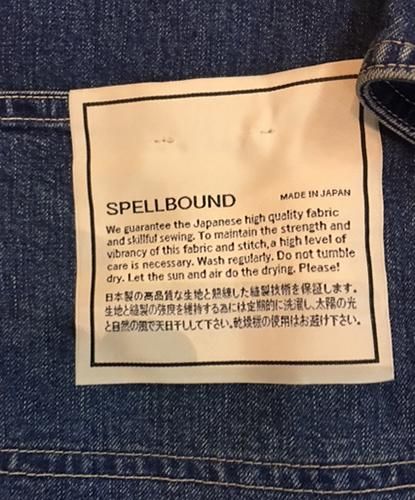 SPELLBOUND MADE IN JAPAN
We guarantee the Japanese high quality fabric
and skillful sewing. To maintain the strength and
vibrancy of this fabric and stitch, a high level of
care is necessary. Wash regularly. Do not tumble
dry. Let the sun and air do the drying. Please!
日本製の高品質な生地と熟練した縫製技術を保証します。
生地と縫製の強度を維持する為には定期的に洗濯し、太陽の光
と自然の風で天日干しして下さい。乾燥機の使用はお避け下さい。